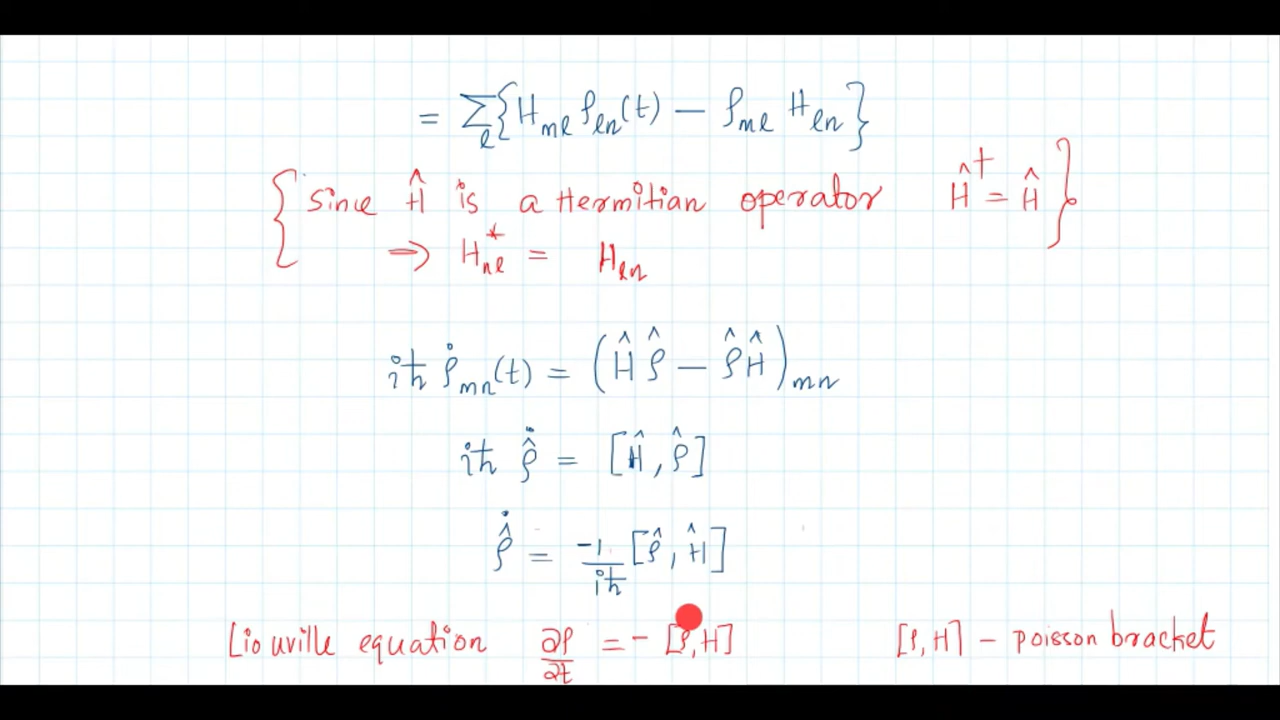 = Σ_l {H_ml ρ_ln(t) − ρ_ml H_ln}
{ Since Ĥ is a Hermitian operator Ĥ† = Ĥ }
⇒ H*_nl = H_ln
iħ ρ̇_mn(t) = (Ĥ ρ̂ − ρ̂ Ĥ)_mn
iħ ρ̂̇ = [Ĥ, ρ̂]
ρ̂̇ = -1/iħ [ρ̂, Ĥ]
Liouville equation ∂ρ/∂t = − [ρ, H] [ρ, H] − poisson bracket